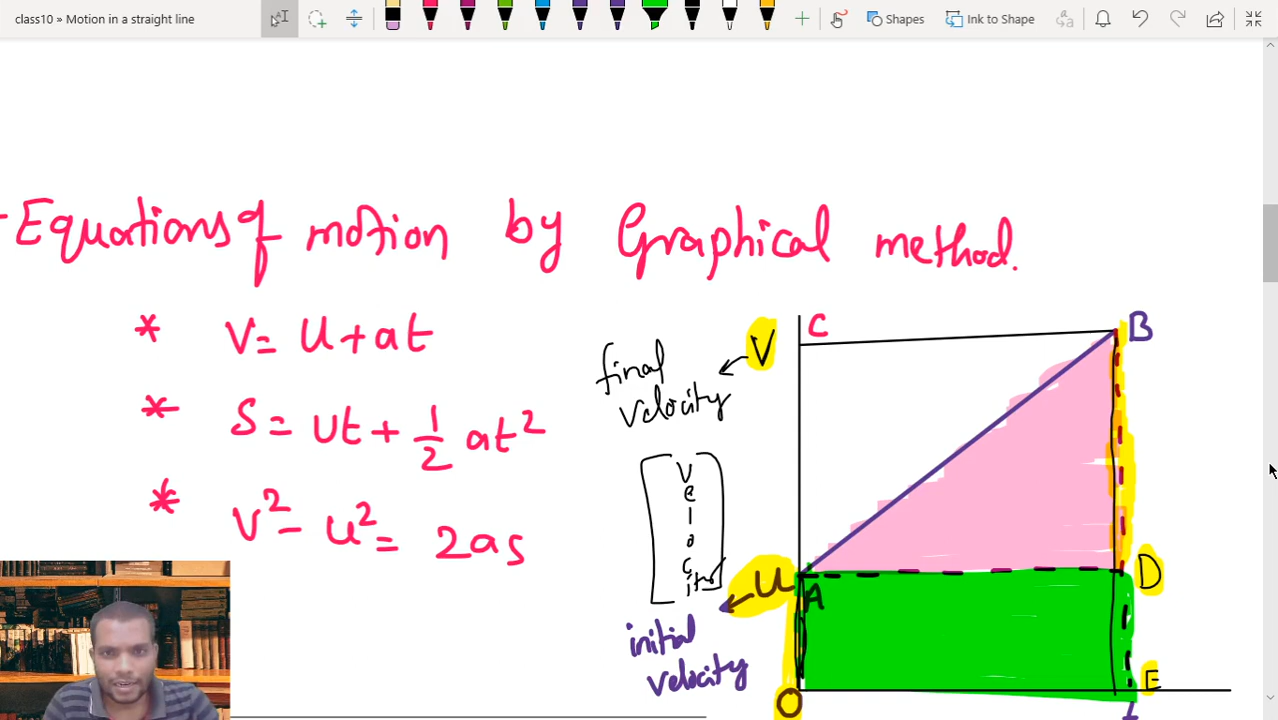 class10 » Motion in a straight line
Shapes
Ink to Shape
Equations of motion by Graphical method.
* V = U + at
* S = ut + 1/2 at²
* V² - u² = 2as
final velocity
V
C
B
Velocity
U
A
D
initial velocity
O
E
t